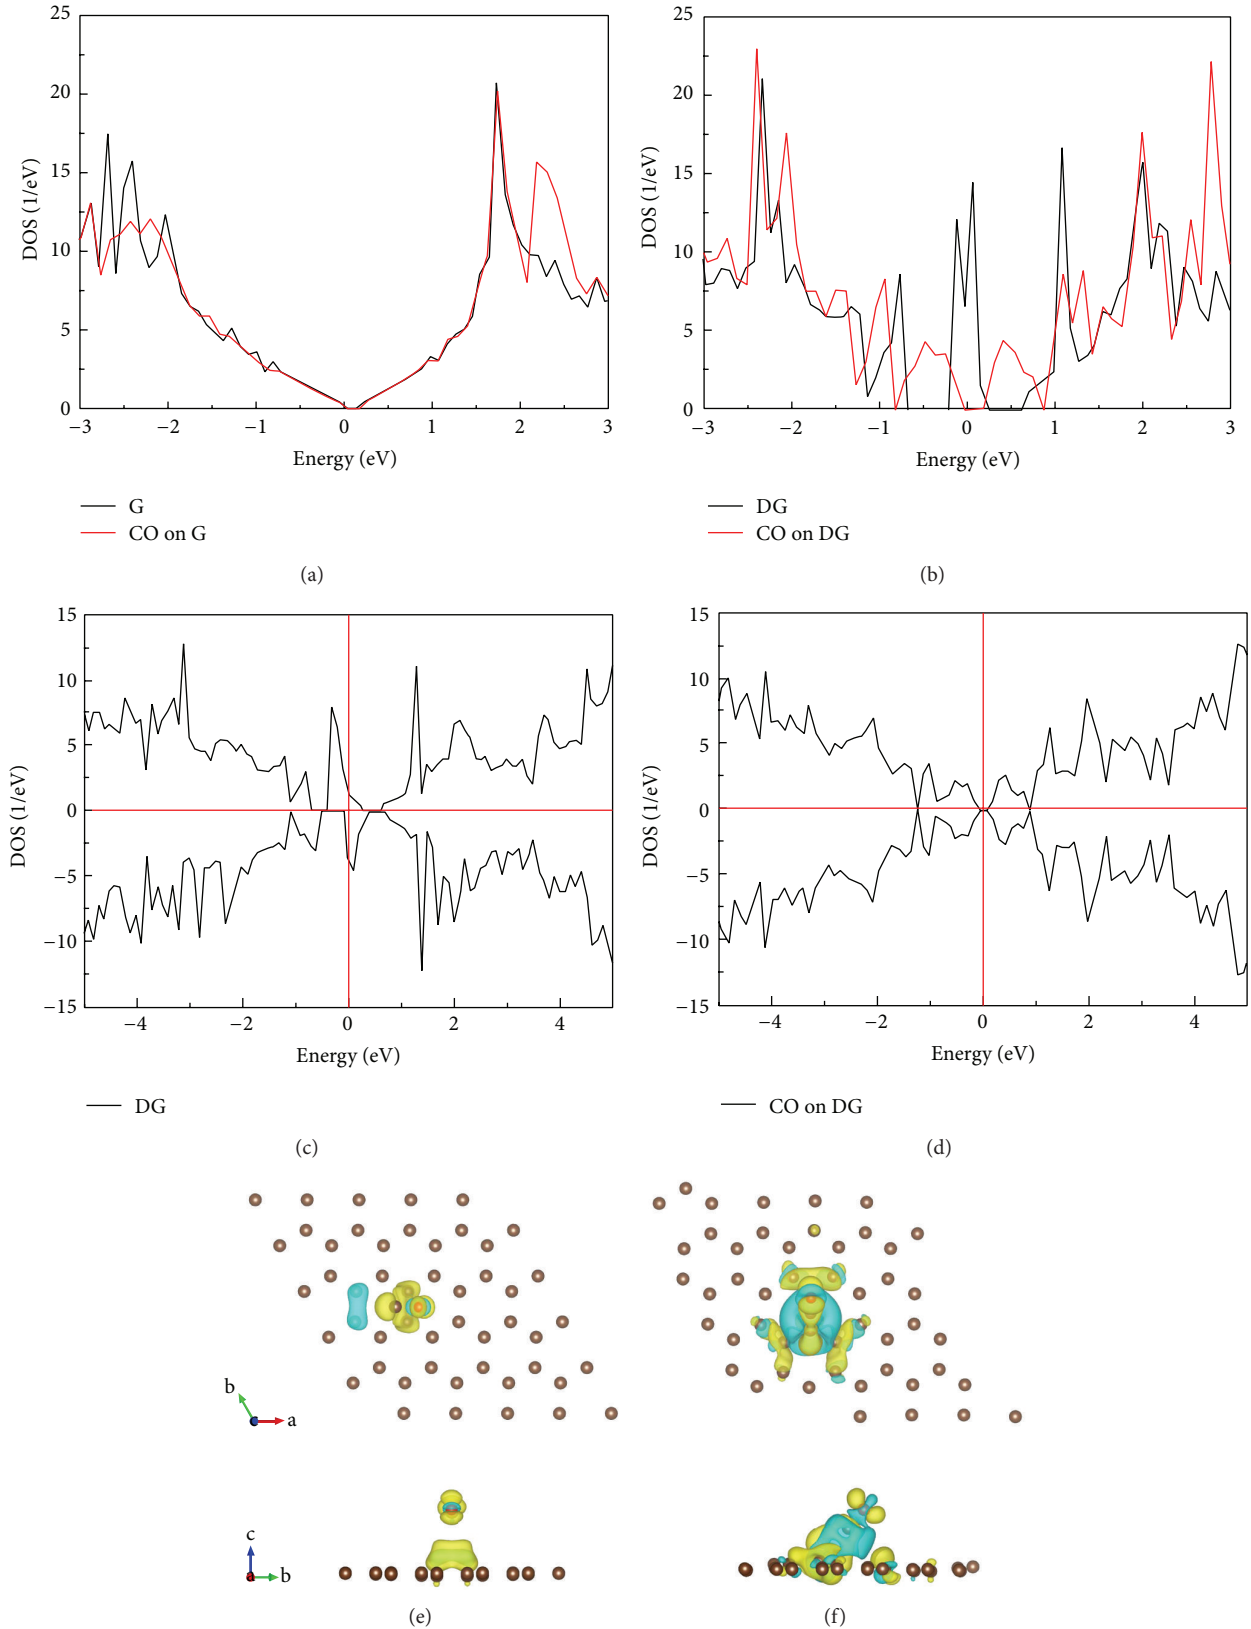 25
20
15
10
5
0
DOS (1/eV)
−3 −2 −1 0 1 2 3
Energy (eV)
G
CO on G
(a)
25
20
15
10
5
0
DOS (1/eV)
−3 −2 −1 0 1 2 3
Energy (eV)
DG
CO on DG
(b)
15
10
5
0
−5
−10
−15
DOS (1/eV)
−4 −2 0 2 4
Energy (eV)
DG
(c)
15
10
5
0
−5
−10
−15
DOS (1/eV)
−4 −2 0 2 4
Energy (eV)
CO on DG
(d)
b
a
c
a
b
(e)
(f)